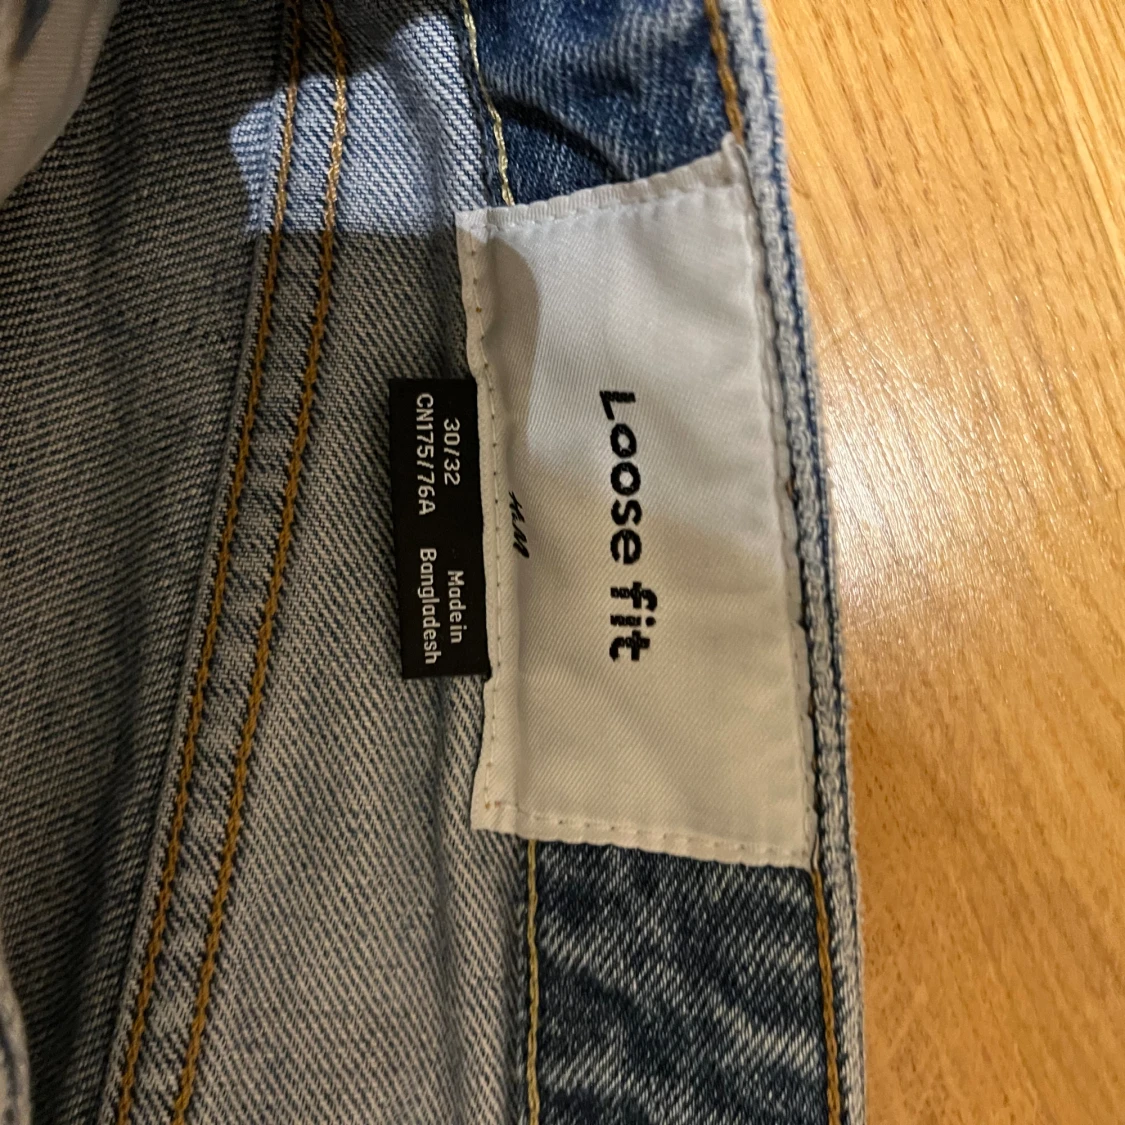 Loose fit
H&M
30/32
CN175/76A
Made in
Bangladesh